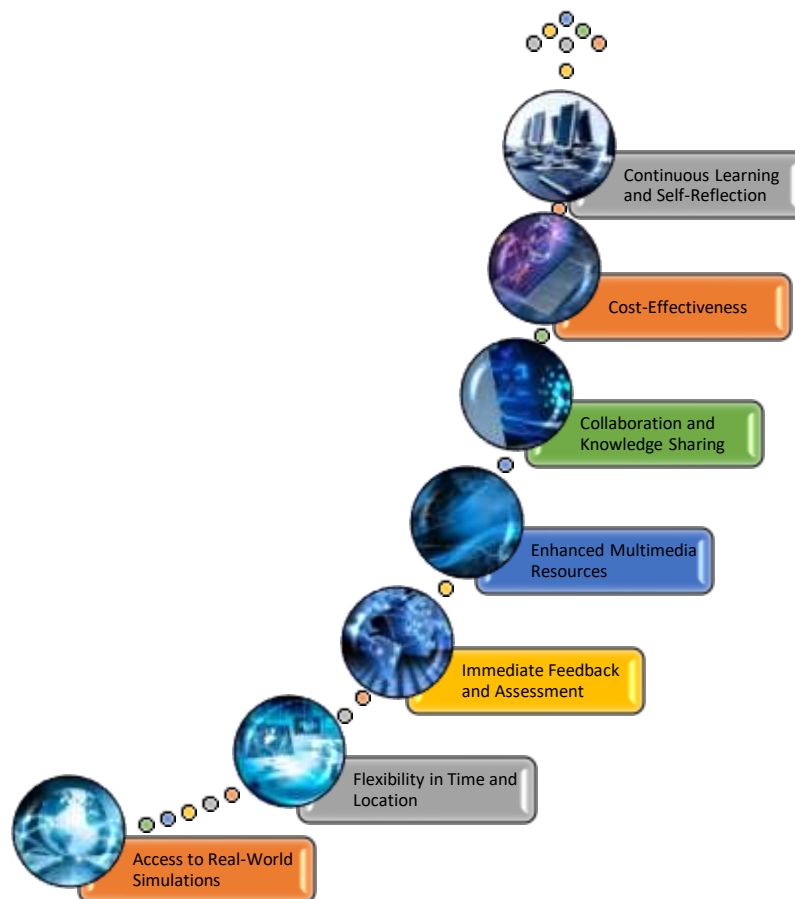 Continuous Learning
and Self-Reflection
Cost-Effectiveness
Collaboration and
Knowledge Sharing
Enhanced Multimedia
Resources
Immediate Feedback
and Assessment
Flexibility in Time and
Location
Access to Real-World
Simulations